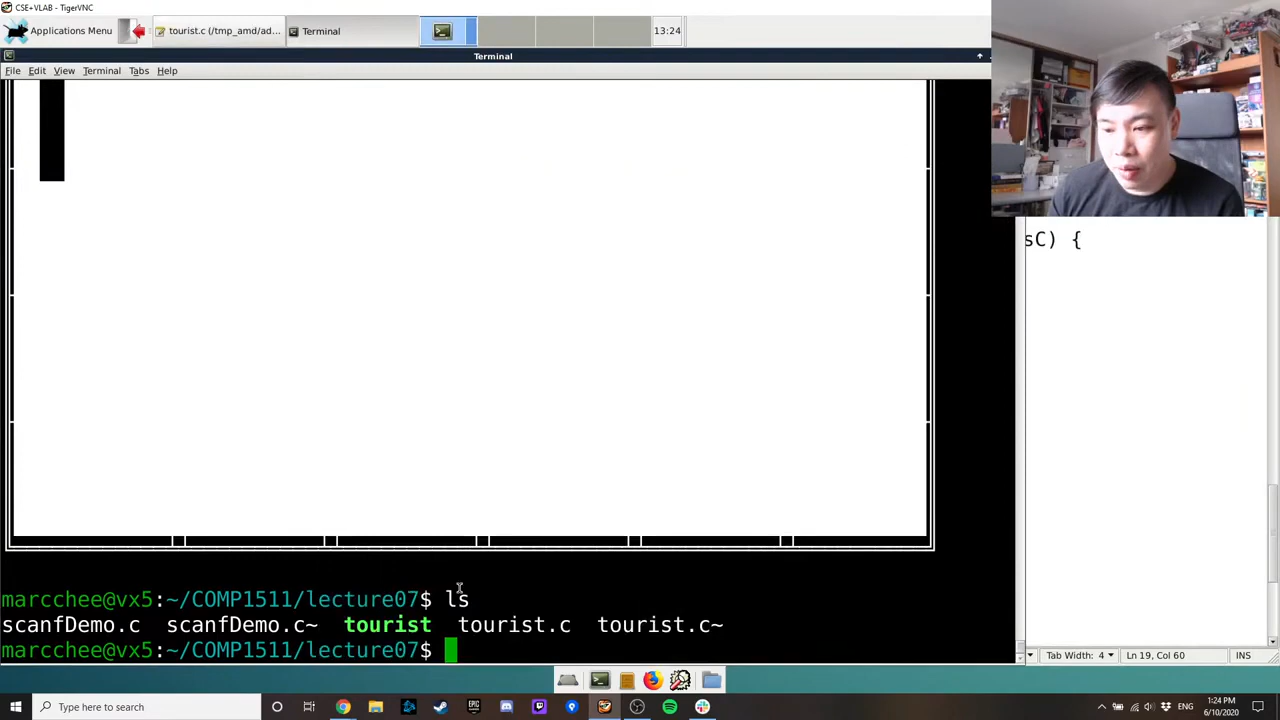 CSE+VLAB - TigerVNC
Applications Menu
tourist.c (/tmp_amd/ad...
Terminal
13:24
Terminal
File Edit View Terminal Tabs Help
sC) {
marcchee@vx5:~/COMP1511/lecture07$ ls
scanfDemo.c scanfDemo.c~ tourist tourist.c tourist.c~
marcchee@vx5:~/COMP1511/lecture07$
Tab Width: 4 Ln 19, Col 60 INS
Type here to search
EPIC
ENG
1:24 PM
6/10/2020